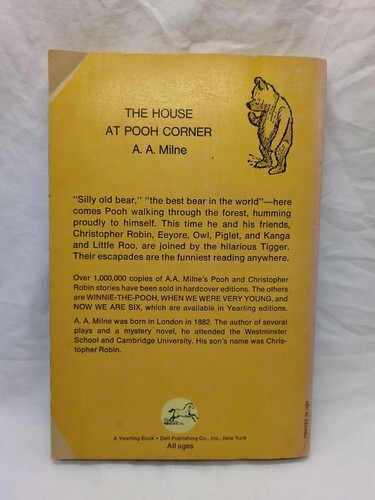 THE HOUSE
AT POOH CORNER
A. A. Milne
"Silly old bear," "the best bear in the world"—here
comes Pooh walking through the forest, humming
proudly to himself. This time he and his friends,
Christopher Robin, Eeyore, Owl, Piglet, and Kanga
and Little Roo, are joined by the hilarious Tigger.
Their escapades are the funniest reading anywhere.
Over 1,000,000 copies of A.A. Milne's Pooh and Christopher
Robin stories have been sold in hardcover editions. The others
are WINNIE-THE-POOH, WHEN WE WERE VERY YOUNG, and
NOW WE ARE SIX, which are available in Yearling editions.
A. A. Milne was born in London in 1882. The author of several
plays and a mystery novel, he attended the Westminster
School and Cambridge University. His son's name was Chris-
topher Robin.
A Yearling Book • Dell Publishing Co., Inc., New York
All ages
PRINTED IN USA